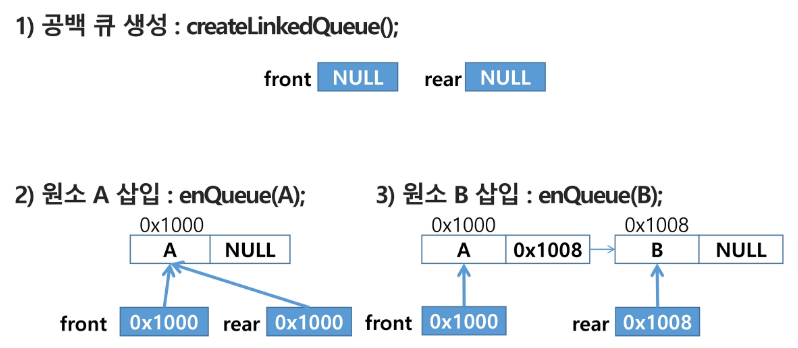 1) 공백 큐 생성 : createLinkedQueue();
front NULL rear NULL
2) 원소 A 삽입 : enQueue(A);
0x1000
A NULL
front 0x1000 rear 0x1000
3) 원소 B 삽입 : enQueue(B);
0x1000 0x1008
A 0x1008 B NULL
front 0x1000 rear 0x1008